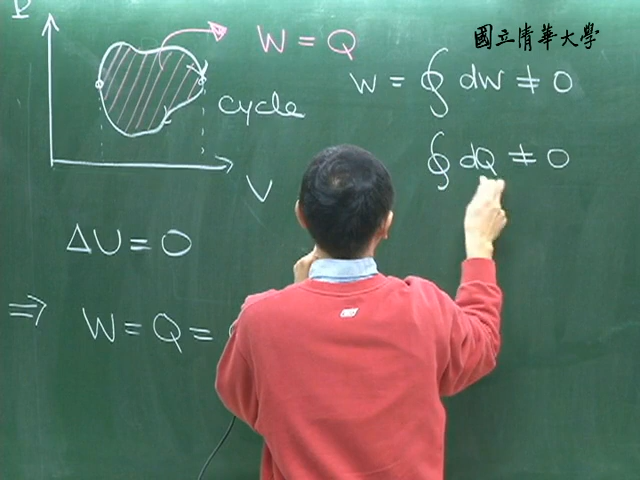 國立清華大學
P
W = Q
W = ∮ dW ≠ 0
cycle
∮ dQ ≠ 0
V
ΔU = 0
⇒ W = Q =